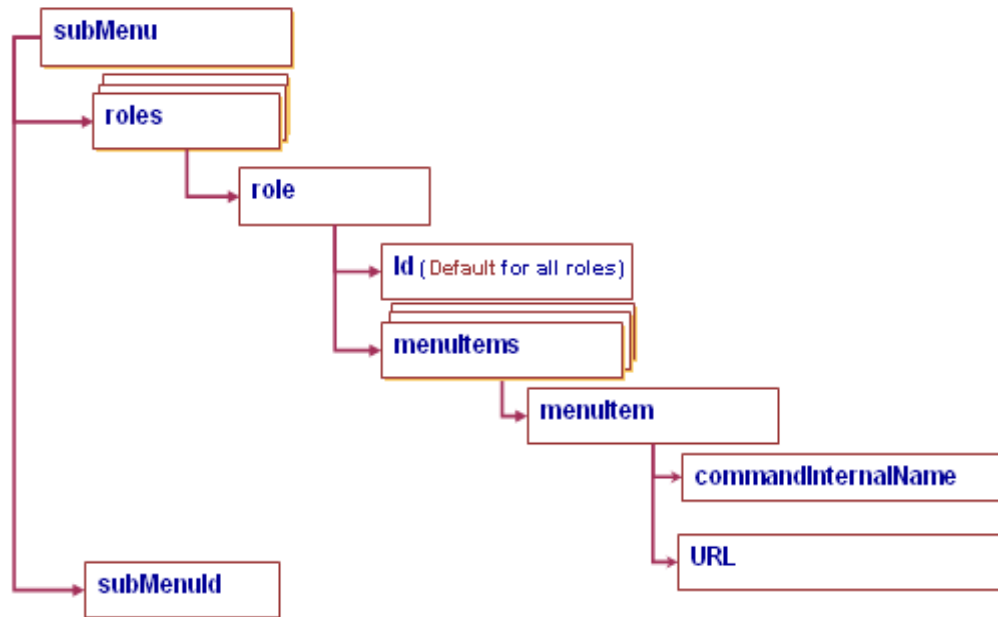 subMenu
roles
role
Id (Default for all roles)
menuItems
menuItem
commandInternalName
URL
subMenuId